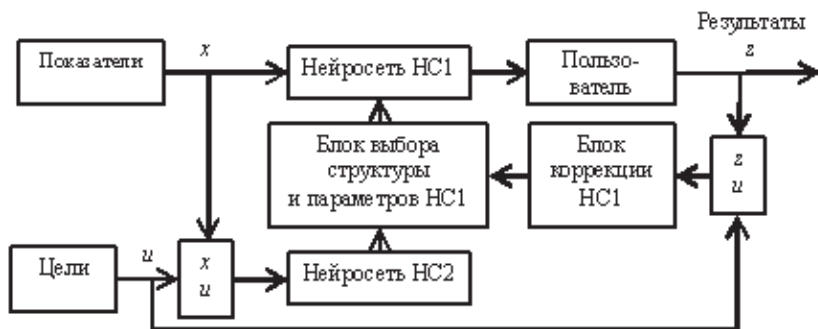 Результаты
x
z
Показатели
Нейросеть НС1
Пользо-
ватель
Блок выбора
структуры
и параметров НС1
Блок
коррекции
НС1
z
u
Цели
u
x
u
Нейросеть НС2